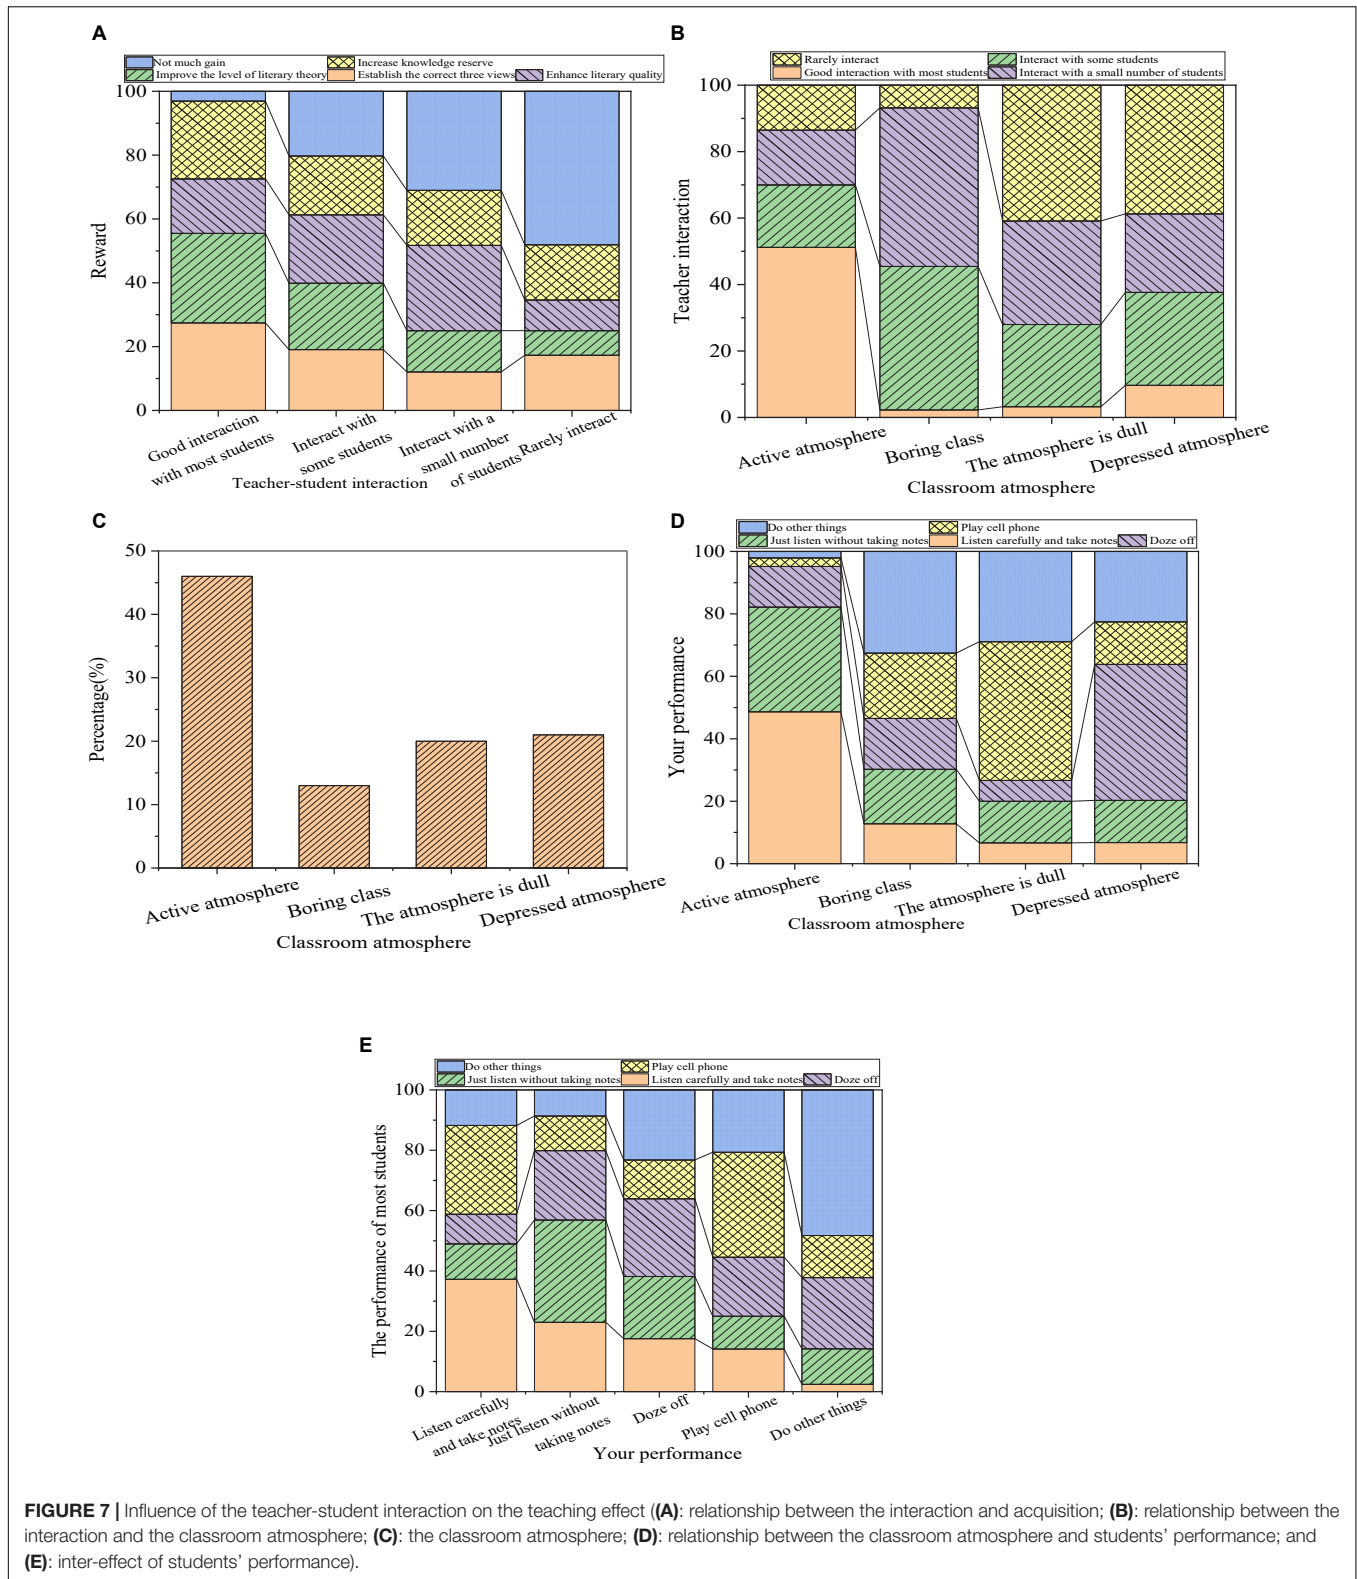 A
Not much gain
Increase knowledge reserve
Improve the level of literary theory
Establish the correct three views
Enhance literary quality
100
80
60
40
20
0
Reward
Good interaction
with most students
Interact with
some students
Interact with a
small number
of students
Rarely interact
Teacher-student interaction
B
Rarely interact
Interact with some students
Good interaction with most students
Interact with a small number of students
100
80
60
40
20
0
Teacher interaction
Active atmosphere
Boring class
The atmosphere is dull
Depressed atmosphere
Classroom atmosphere
C
50
40
30
20
10
0
Percentage(%)
Active atmosphere
Boring class
The atmosphere is dull
Depressed atmosphere
Classroom atmosphere
D
Do other things
Play cell phone
Just listen without taking notes
Listen carefully and take notes
Doze off
100
80
60
40
20
0
Your performance
Active atmosphere
Boring class
The atmosphere is dull
Depressed atmosphere
Classroom atmosphere
E
Do other things
Play cell phone
Just listen without taking notes
Listen carefully and take notes
Doze off
100
80
60
40
20
0
The performance of most students
Listen carefully
and take notes
Just listen without
taking notes
Doze off
Play cell phone
Do other things
Your performance
FIGURE 7 | Influence of the teacher-student interaction on the teaching effect ((A): relationship between the interaction and acquisition; (B): relationship between the
interaction and the classroom atmosphere; (C): the classroom atmosphere; (D): relationship between the classroom atmosphere and students' performance; and
(E): inter-effect of students' performance).